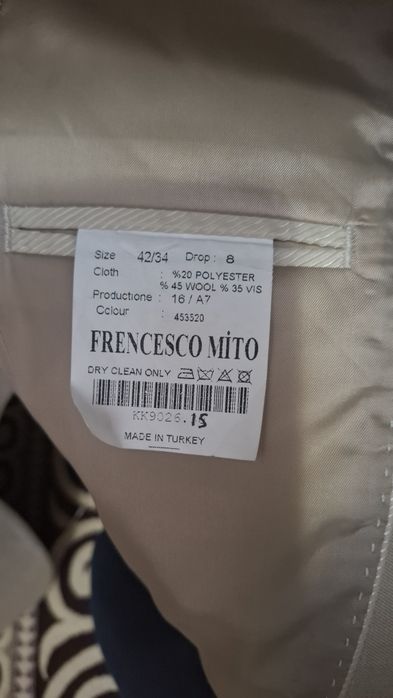 Size 42/34 Drop : 8
Cloth : %20 POLYESTER
% 45 WOOL % 35 VIS
Productione : 16 / A7
Colour : 453520
FRENCESCO MİTO
DRY CLEAN ONLY
KK9026.15
MADE IN TURKEY